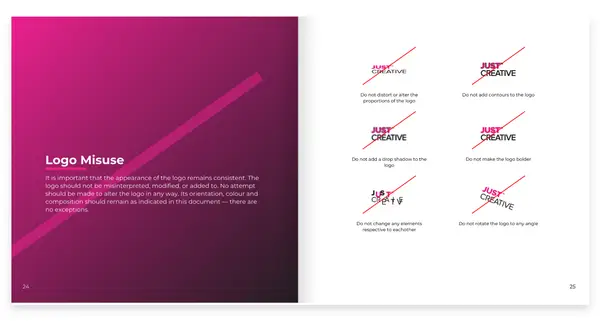 Logo Misuse
It is important that the appearance of the logo remains consistent. The
logo should not be misinterpreted, modified, or added to. No attempt
should be made to alter the logo in any way. Its orientation, colour and
composition should remain as indicated in this document — there are
no exceptions.
24
JUST
CREATIVE
Do not distort or alter the
proportions of the logo
JUST
CREATIVE
Do not add contours to the logo
JUST
CREATIVE
Do not add a drop shadow to the
logo
JUST
CREATIVE
Do not make the logo bolder
JUST
CREATIVE
Do not change any elements
respective to eachother
JUST
CREATIVE
Do not rotate the logo to any angle
25